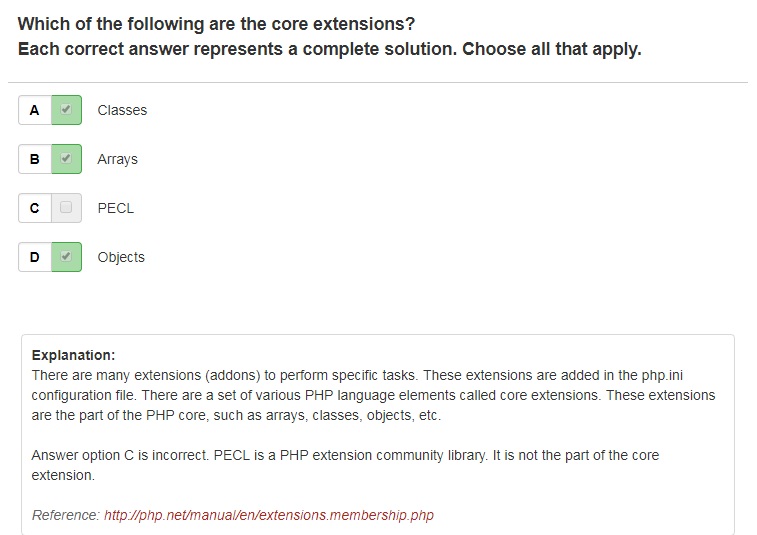 Which of the following are the core extensions?
Each correct answer represents a complete solution. Choose all that apply.
A Classes
B Arrays
C PECL
D Objects
Explanation:
There are many extensions (addons) to perform specific tasks. These extensions are added in the php.ini
configuration file. There are a set of various PHP language elements called core extensions. These extensions
are the part of the PHP core, such as arrays, classes, objects, etc.
Answer option C is incorrect. PECL is a PHP extension community library. It is not the part of the core
extension.
Reference: http://php.net/manual/en/extensions.membership.php